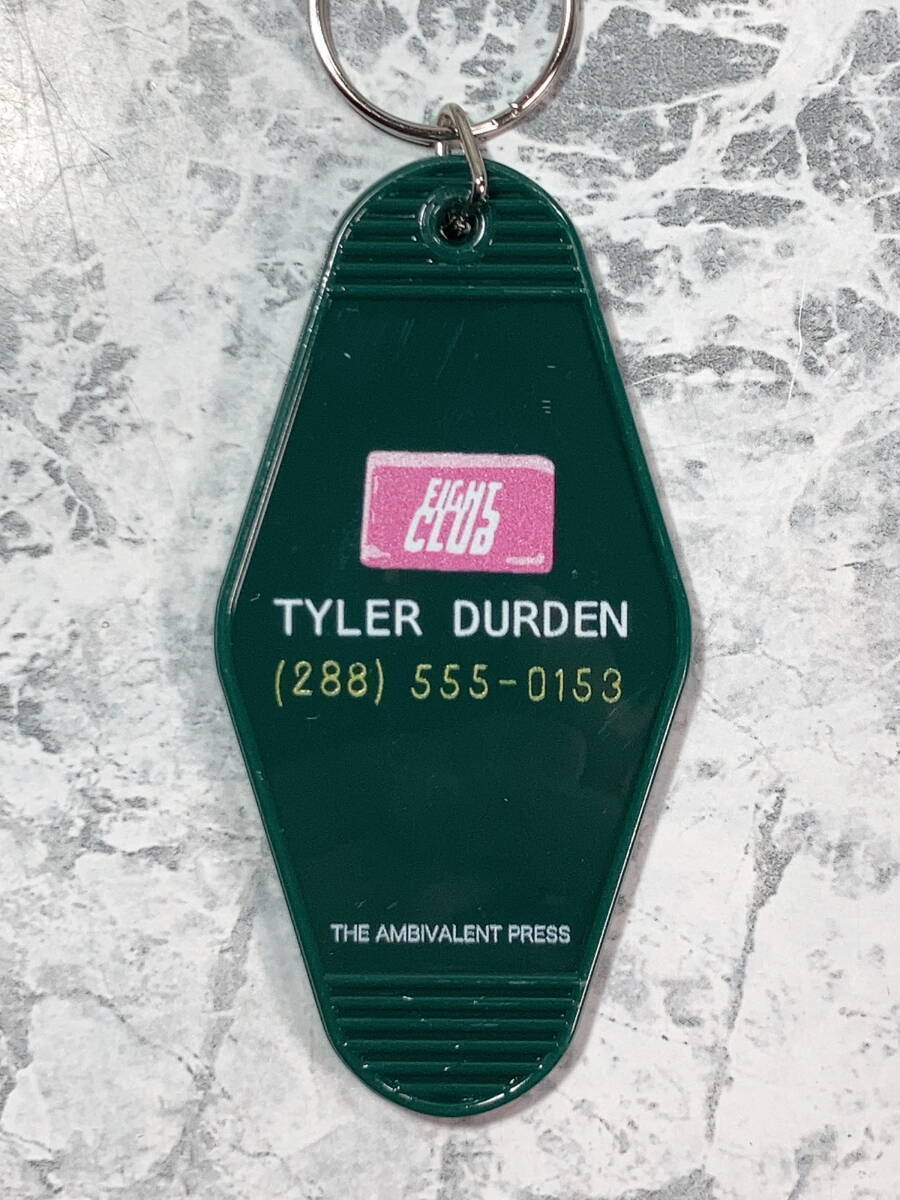 FIGHT
CLUB
TYLER DURDEN
(288) 555-0153
THE AMBIVALENT PRESS